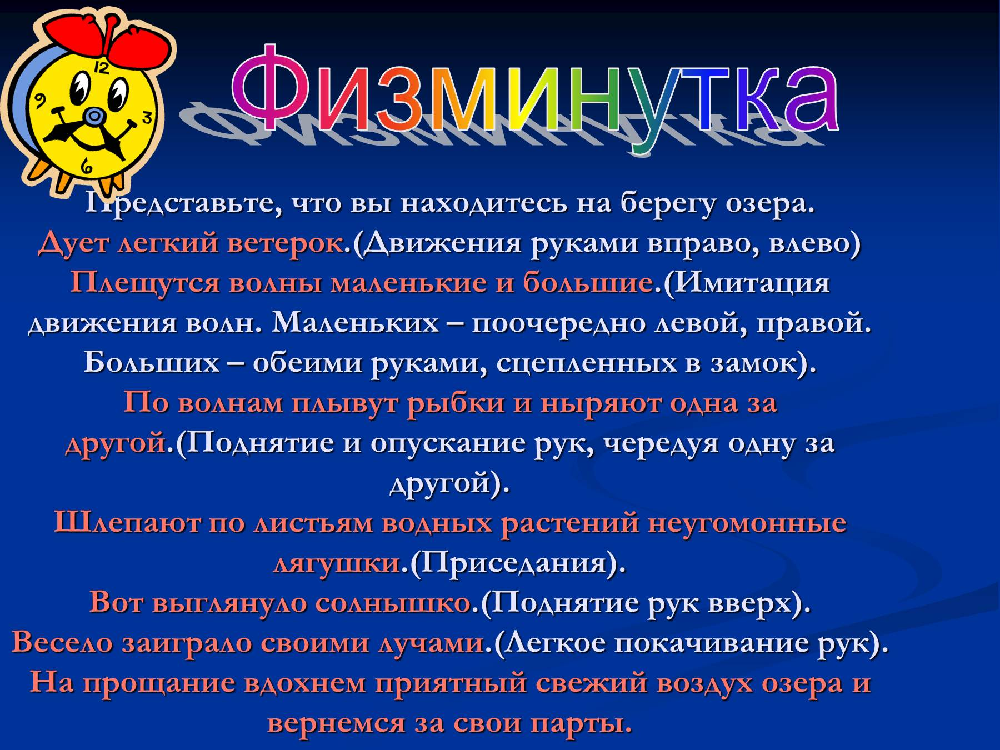 12
9
3
6
Физминутка
Представьте, что вы находитесь на берегу озера.
Дует легкий ветерок.(Движения руками вправо, влево)
Плещутся волны маленькие и большие.(Имитация
движения волн. Маленьких – поочередно левой, правой.
Больших – обеими руками, сцепленных в замок).
По волнам плывут рыбки и ныряют одна за
другой.(Поднятие и опускание рук, чередуя одну за
другой).
Шлепают по листьям водных растений неугомонные
лягушки.(Приседания).
Вот выглянуло солнышко.(Поднятие рук вверх).
Весело заиграло своими лучами.(Легкое покачивание рук).
На прощание вдохнем приятный свежий воздух озера и
вернемся за свои парты.